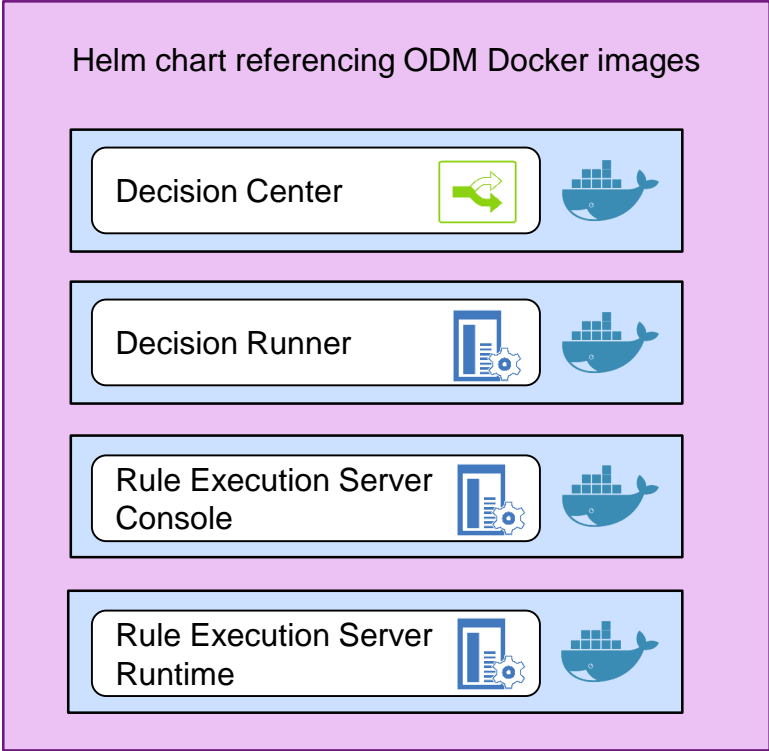 Helm chart referencing ODM Docker images
Decision Center
Decision Runner
Rule Execution Server
Console
Rule Execution Server
Runtime